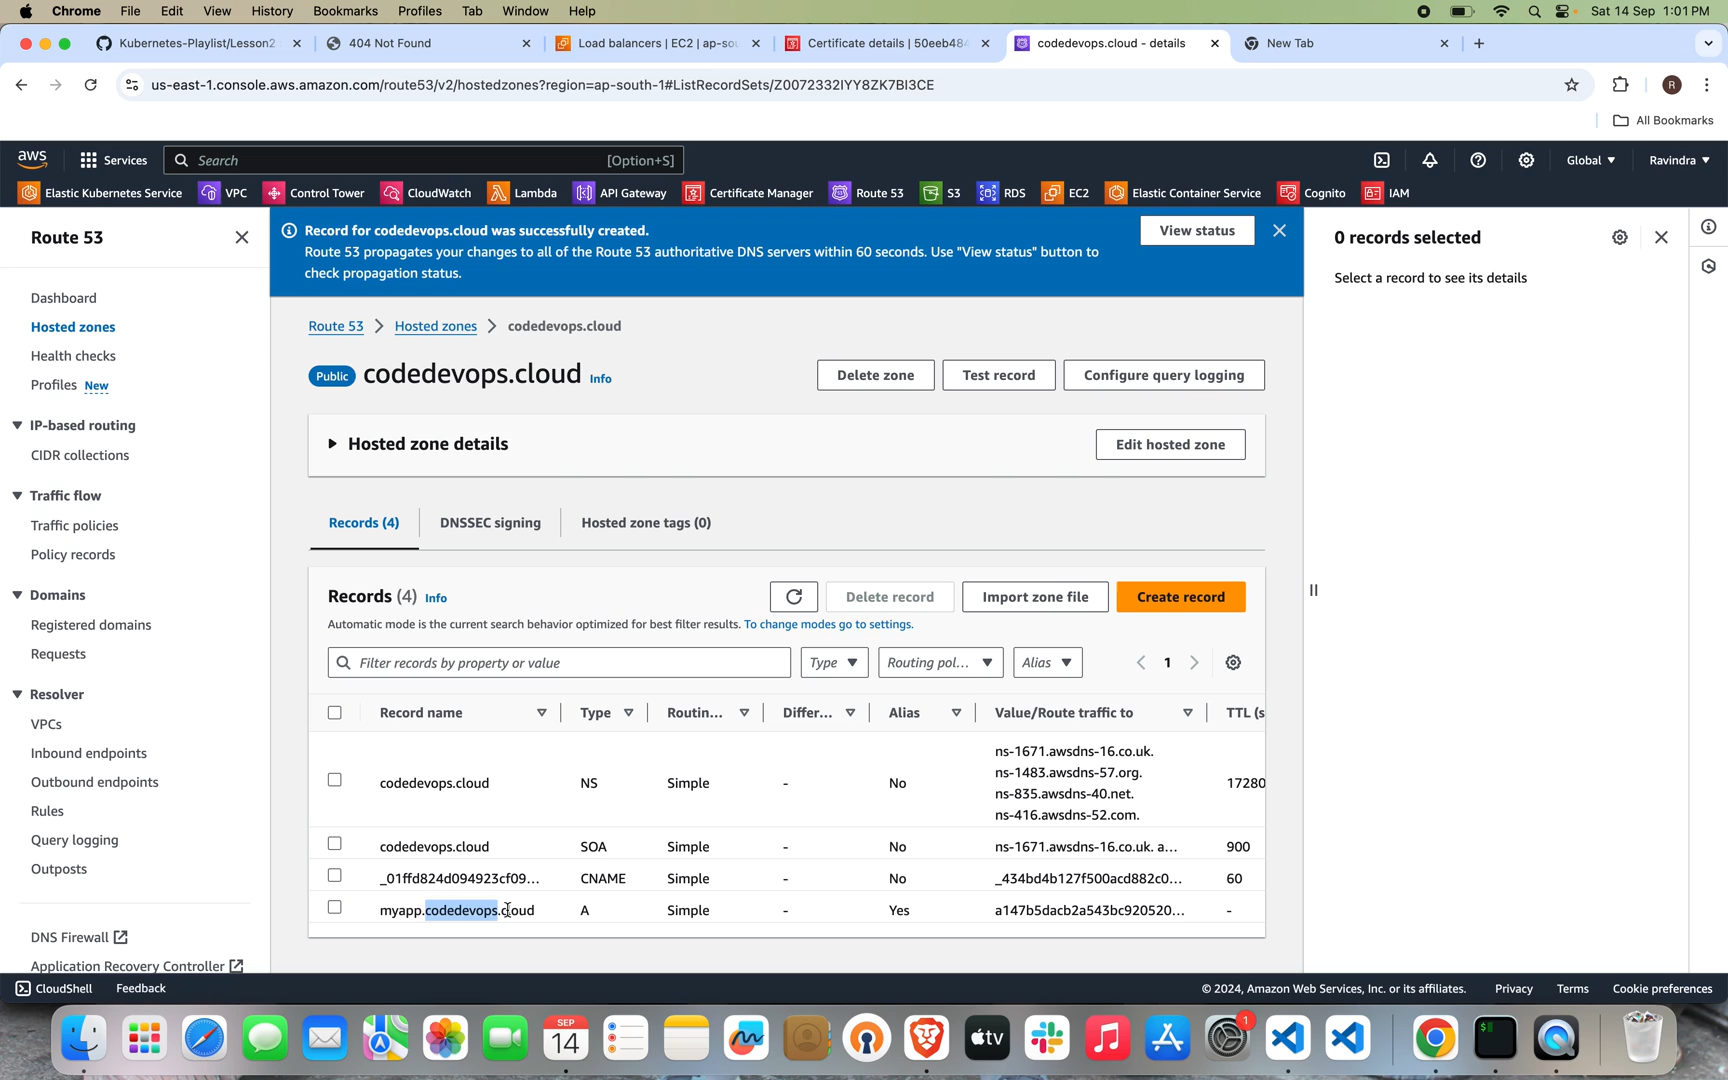 Chrome File Edit View History Bookmarks Profiles Tab Window Help Sat 14 Sep 1:01 PM
Kubernetes-Playlist/Lesson2 404 Not Found Load balancers | EC2 | ap-sou Certificate details | 50eeb484 codedevops.cloud - details New Tab
us-east-1.console.aws.amazon.com/route53/v2/hostedzones?region=ap-south-1#ListRecordSets/Z0072332IYY8ZK7BI3CE R
All Bookmarks
aws Services Search [Option+S] Global Ravindra
Elastic Kubernetes Service VPC Control Tower CloudWatch Lambda API Gateway Certificate Manager Route 53 S3 RDS EC2 Elastic Container Service Cognito IAM
Route 53
Dashboard
Hosted zones
Health checks
Profiles New
IP-based routing
CIDR collections
Traffic flow
Traffic policies
Policy records
Domains
Registered domains
Requests
Resolver
VPCs
Inbound endpoints
Outbound endpoints
Rules
Query logging
Outposts
DNS Firewall
Application Recovery Controller
Record for codedevops.cloud was successfully created.
Route 53 propagates your changes to all of the Route 53 authoritative DNS servers within 60 seconds. Use "View status" button to
check propagation status.
View status
Route 53 Hosted zones codedevops.cloud
Public codedevops.cloud Info
Delete zone Test record Configure query logging
Hosted zone details Edit hosted zone
Records (4) DNSSEC signing Hosted zone tags (0)
Records (4) Info Delete record Import zone file Create record
Automatic mode is the current search behavior optimized for best filter results. To change modes go to settings.
Filter records by property or value Type Routing pol... Alias 1
Record name Type Routin... Differ... Alias Value/Route traffic to TTL (s
codedevops.cloud NS Simple - No ns-1671.awsdns-16.co.uk. 17280
ns-1483.awsdns-57.org.
ns-835.awsdns-40.net.
ns-416.awsdns-52.com.
codedevops.cloud SOA Simple - No ns-1671.awsdns-16.co.uk. a... 900
_01ffd824d094923cf09... CNAME Simple - No _434bd4b127f500acd882c0... 60
myapp.codedevops.cloud A Simple - Yes a147b5dacb2a543bc920520... -
0 records selected
Select a record to see its details
CloudShell Feedback © 2024, Amazon Web Services, Inc. or its affiliates. Privacy Terms Cookie preferences
SEP
14
tv
1
$